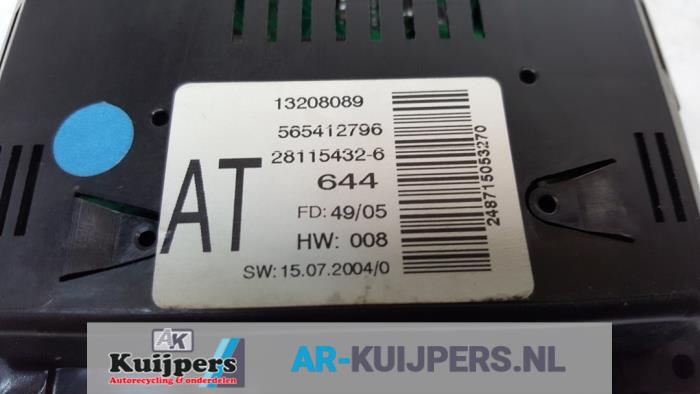 13208089
565412796
28115432-6
AT
644
FD: 49/05
HW: 008
SW: 15.07.2004/0
248715053270
AK
Kuijpers
Autorecycling & onderdelen
AR-KUIJPERS.NL